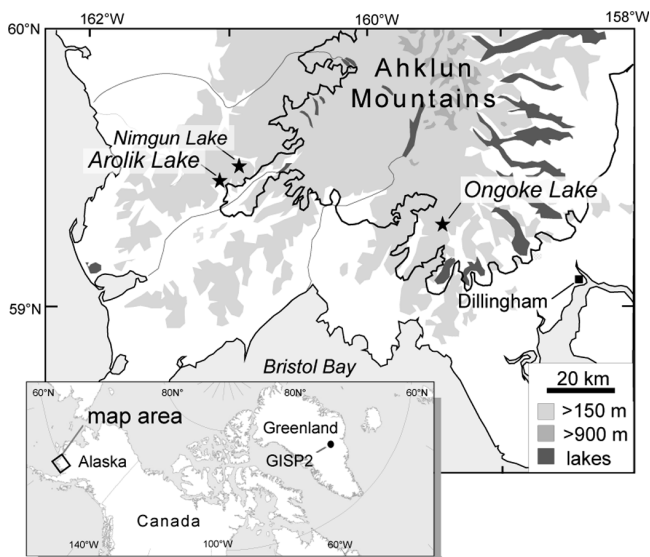 162°W
160°W
158°W
60°N
Ahklun
Mountains
Nimgun Lake
Arolik Lake
Ongoke Lake
59°N
Dillingham
Bristol Bay
20 km
>150 m
>900 m
lakes
60°N
80°N
60°N
map area
Greenland
GISP2
Alaska
Canada
140°W
100°W
60°W